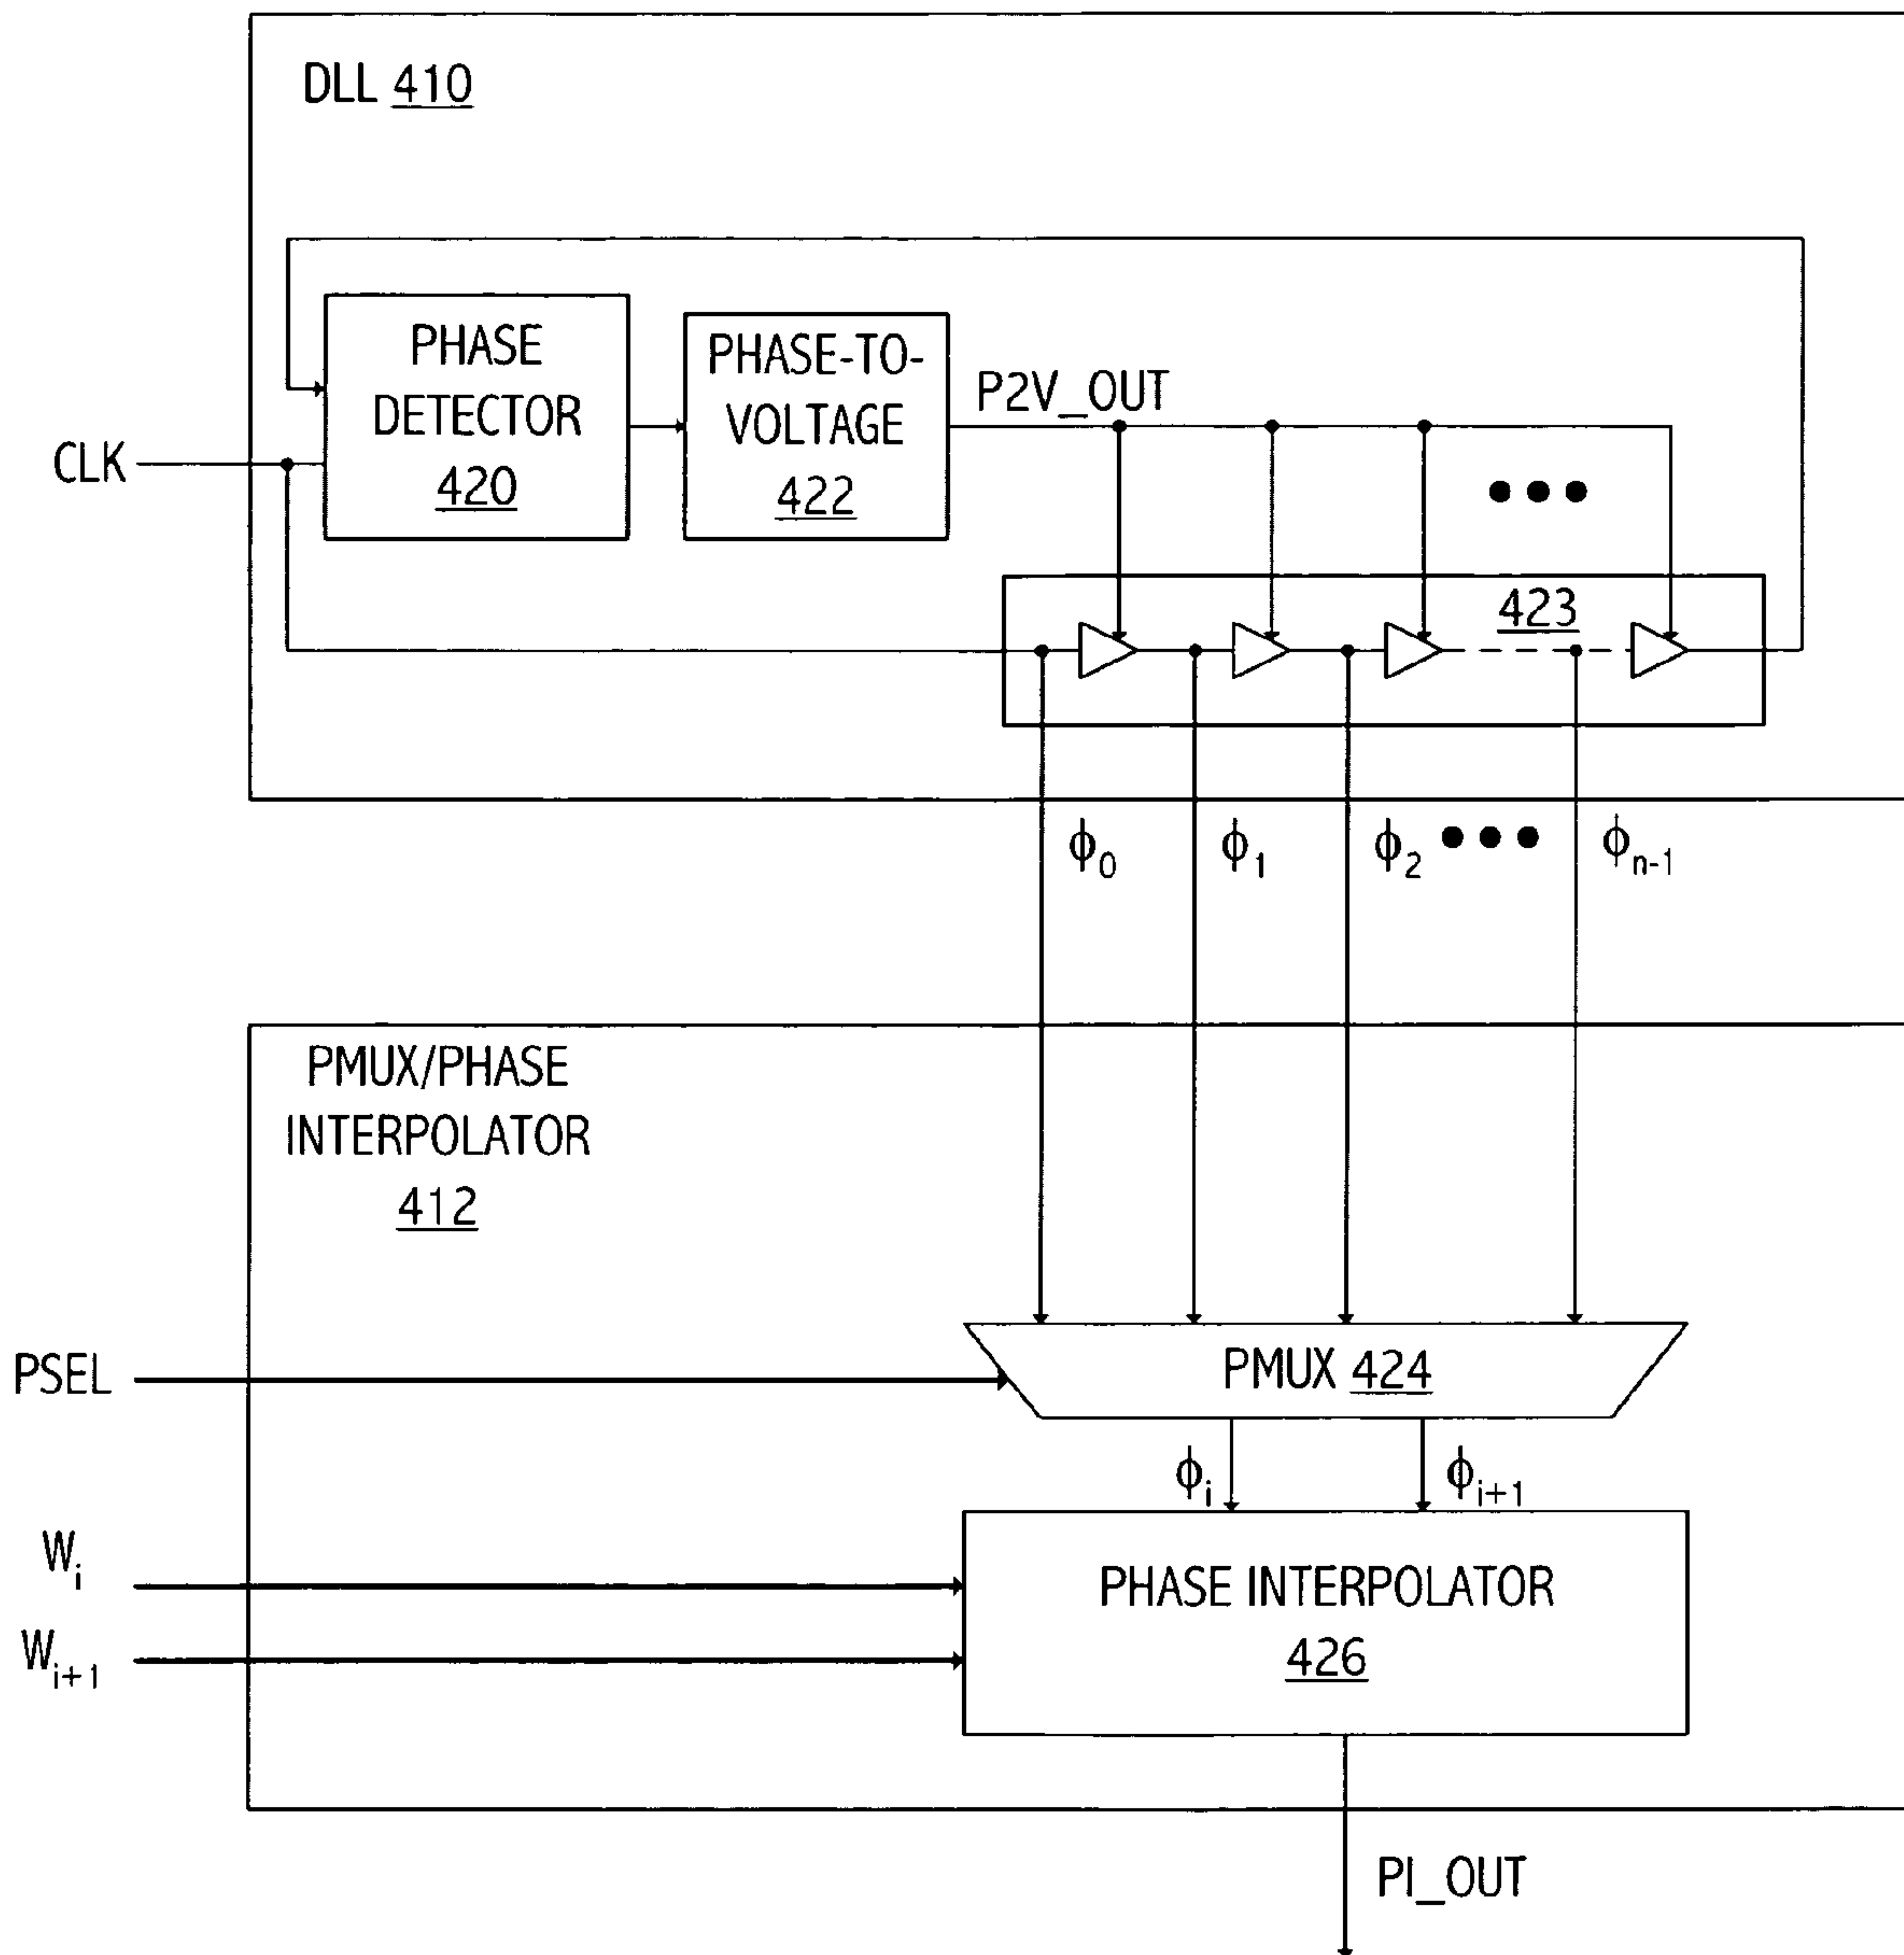 DLL 410
PHASE
DETECTOR
420
PHASE-TO-
VOLTAGE
422
P2V_OUT
CLK
423
ϕ0
ϕ1
ϕ2
ϕn-1
PMUX/PHASE
INTERPOLATOR
412
PSEL
PMUX 424
ϕi
ϕi+1
Wi
Wi+1
PHASE INTERPOLATOR
426
PI_OUT